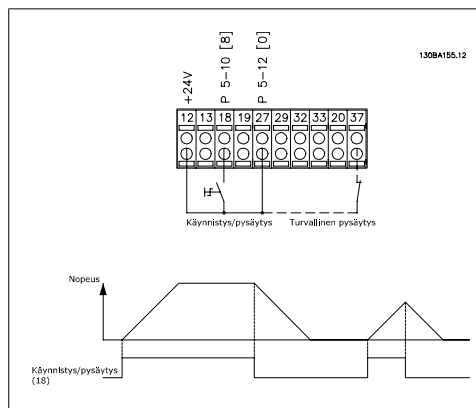 130BA155.12
+24V
P 5-10 [8]
P 5-12 [0]
12 13 18 19 27 29 32 33 20 37
Käynnistys/pysäytys
Turvallinen pysäytys
Nopeus
Käynnistys/pysäytys
(18)